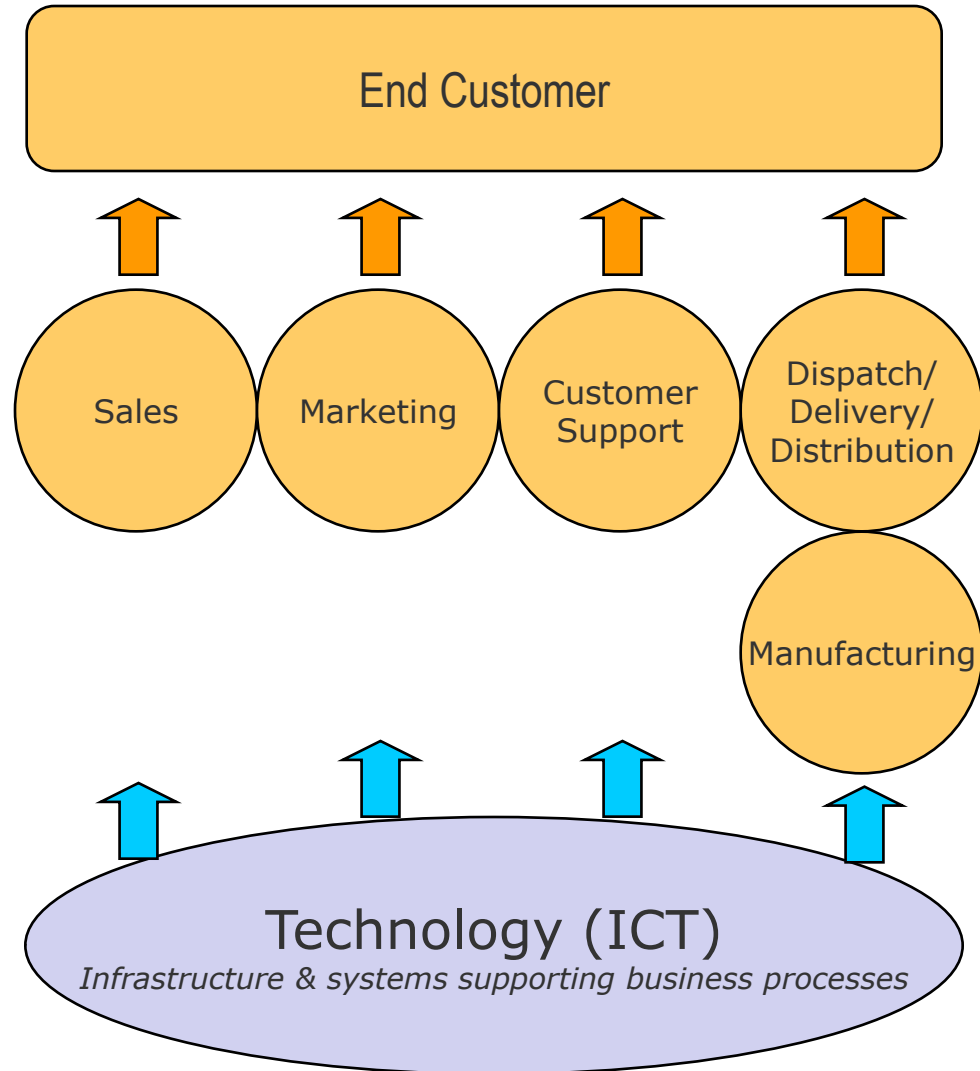 End Customer
Sales
Marketing
Customer
Support
Dispatch/
Delivery/
Distribution
Manufacturing
Technology (ICT)
Infrastructure & systems supporting business processes